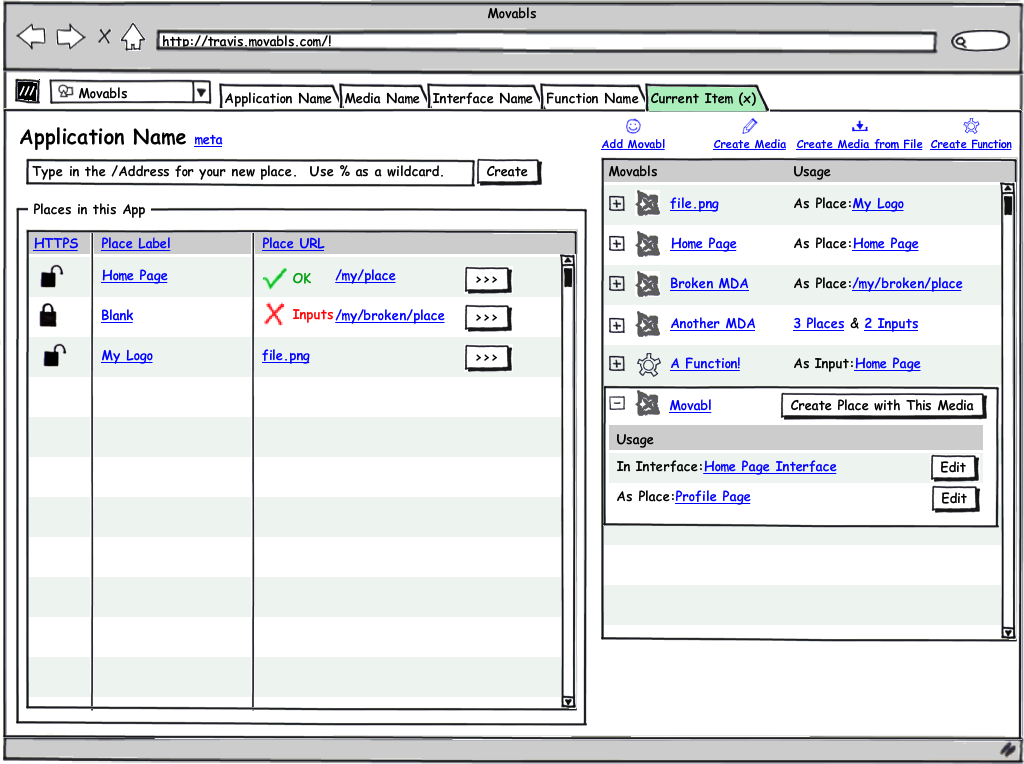 Movabls
http://travis.movabls.com/!
Movabls
Application Name
Media Name
Interface Name
Function Name
Current Item (x)
Application Name meta
Type in the /Address for your new place. Use % as a wildcard.
Create
Places in this App
HTTPS Place Label Place URL
Home Page OK /my/place >>>
Blank Inputs /my/broken/place >>>
My Logo file.png >>>
Add Movabl
Create Media
Create Media from File
Create Function
Movabls Usage
file.png As Place:My Logo
Home Page As Place:Home Page
Broken MDA As Place:/my/broken/place
Another MDA 3 Places & 2 Inputs
A Function! As Input:Home Page
Movabl Create Place with This Media
Usage
In Interface:Home Page Interface Edit
As Place:Profile Page Edit